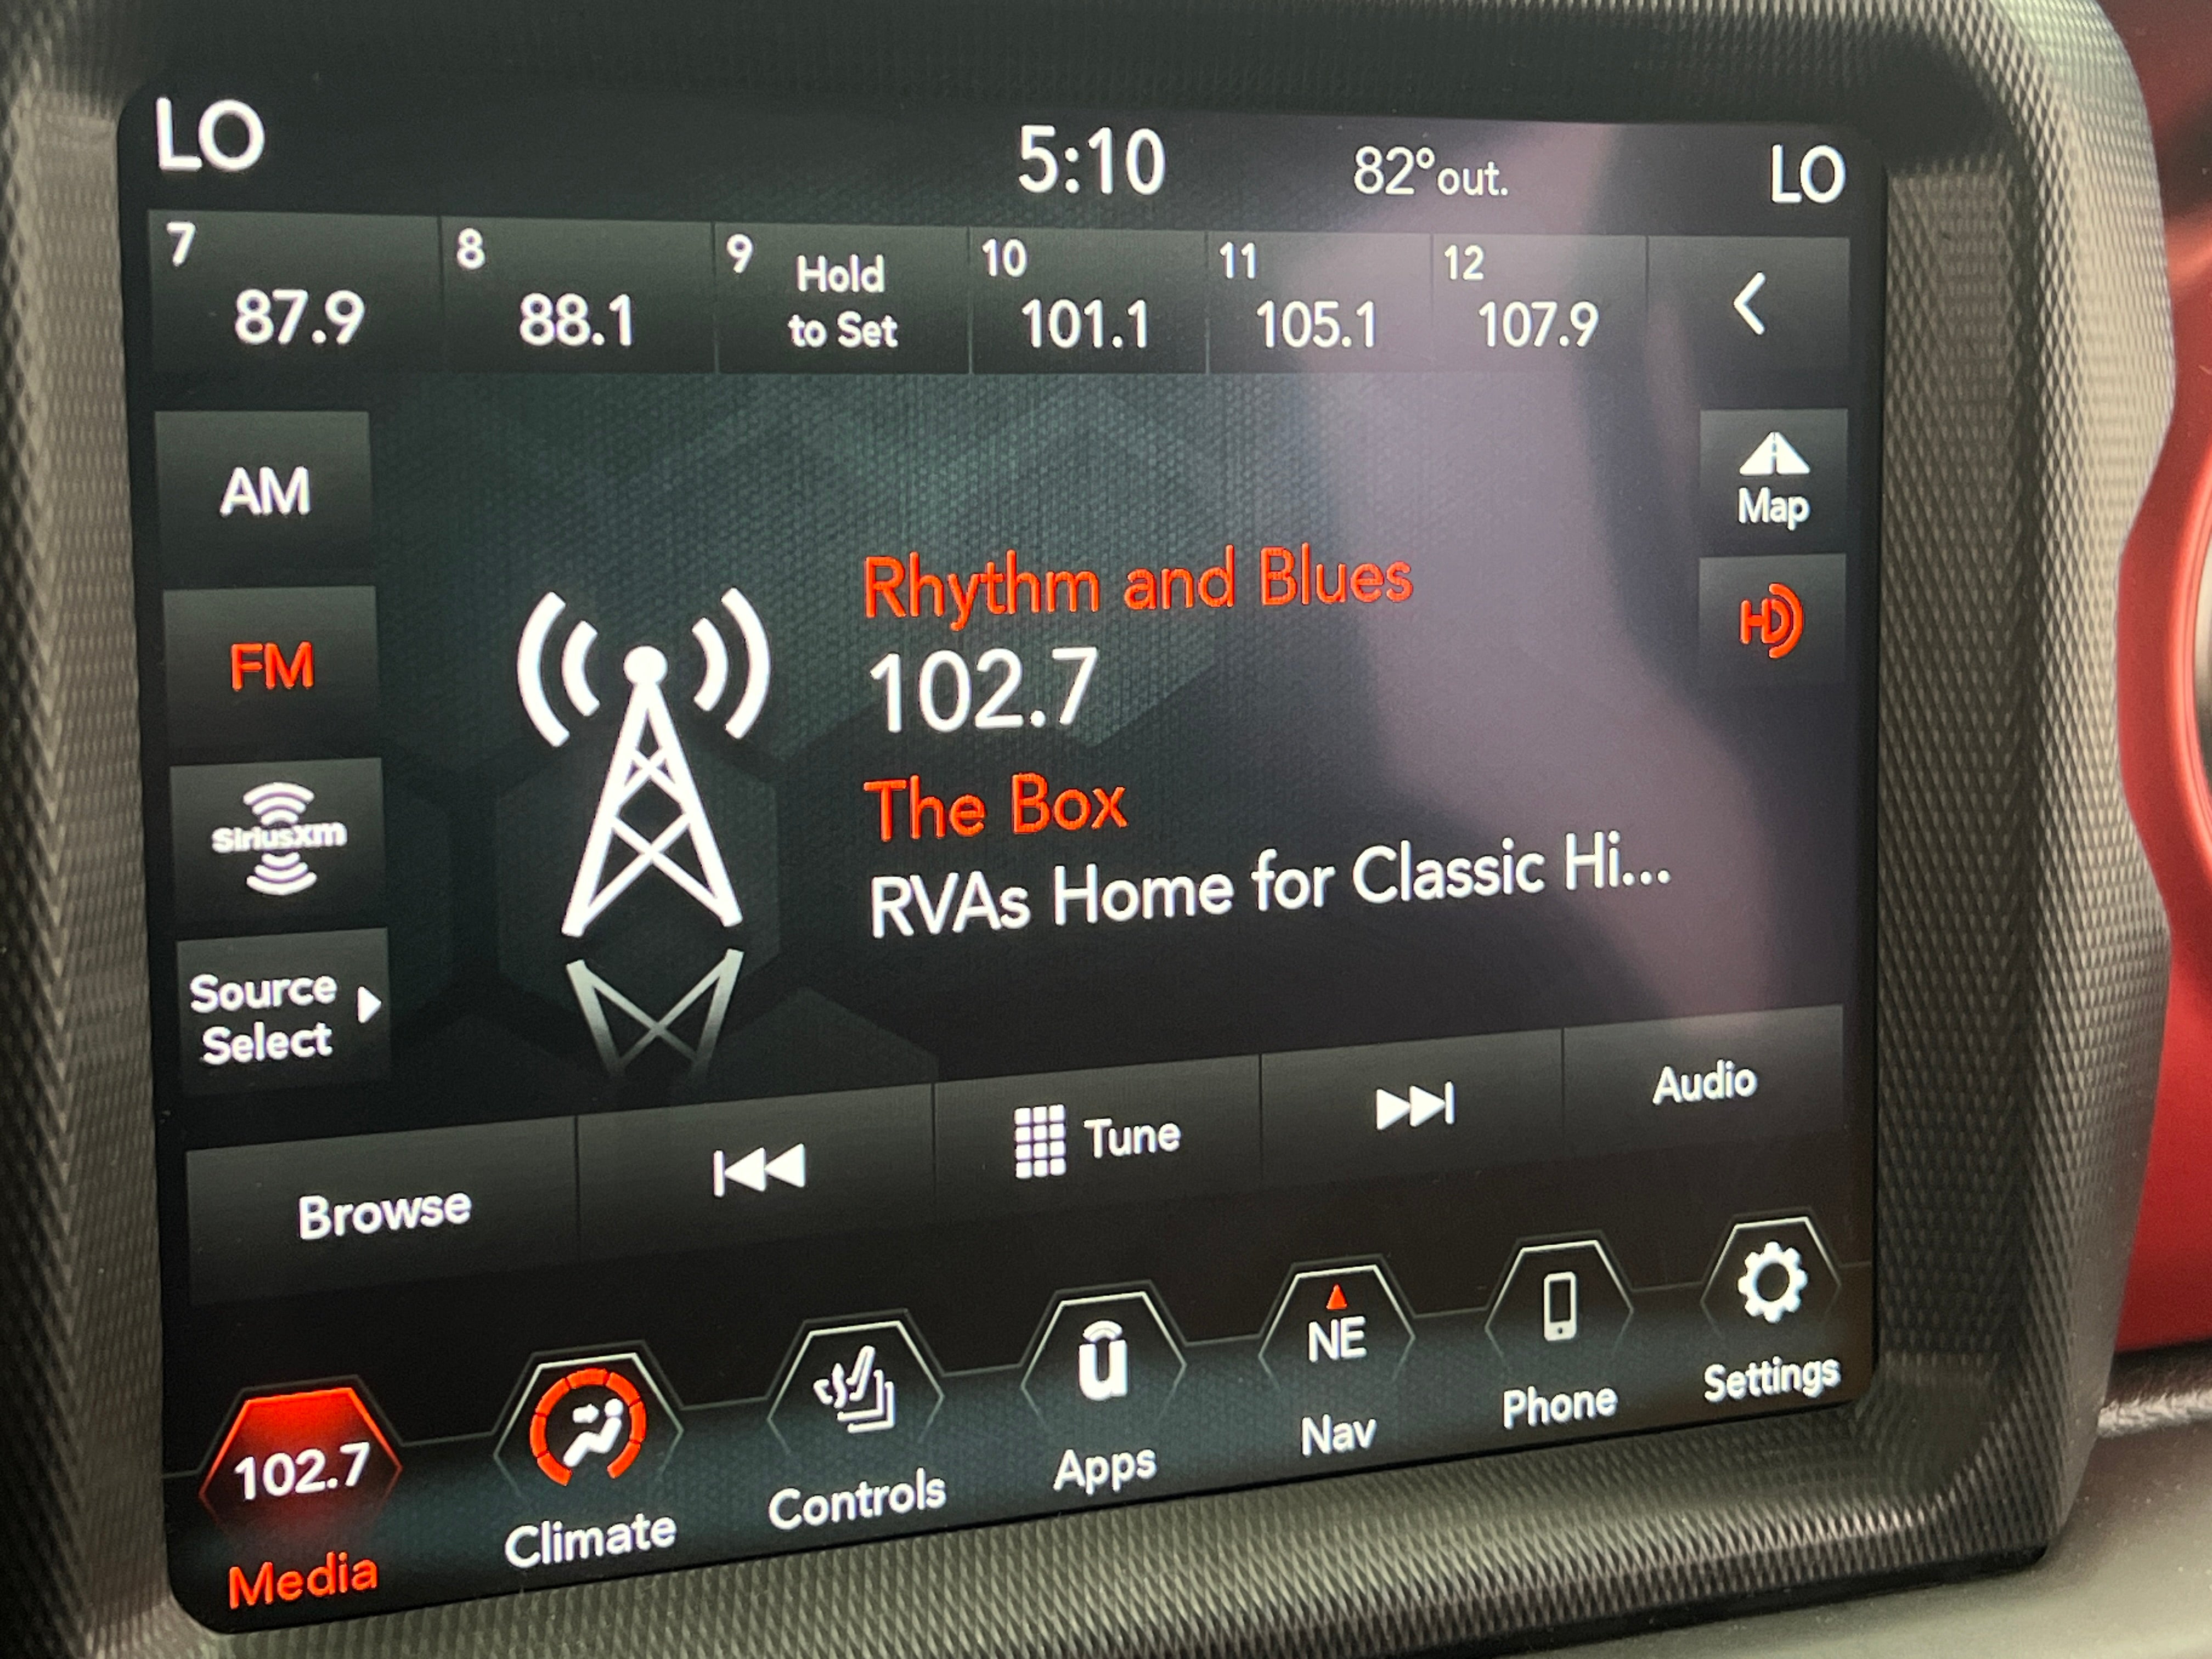 LO 5:10 82°out. LO
7 8 9 Hold 10 11 12
87.9 88.1 to Set 101.1 105.1 107.9
AM
Map
Rhythm and Blues
HD
FM
102.7
The Box
SiriusXM
RVAs Home for Classic Hi...
Source
Select
Browse Tune Audio
102.7 NE
Media Climate Controls Apps Nav Phone Settings